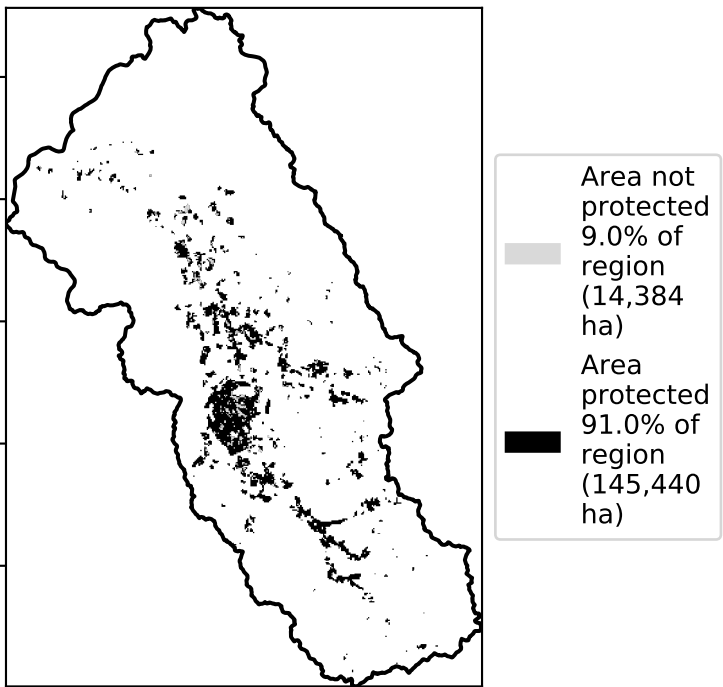 Area not
protected
9.0% of
region
(14,384
ha)
Area
protected
91.0% of
region
(145,440
ha)